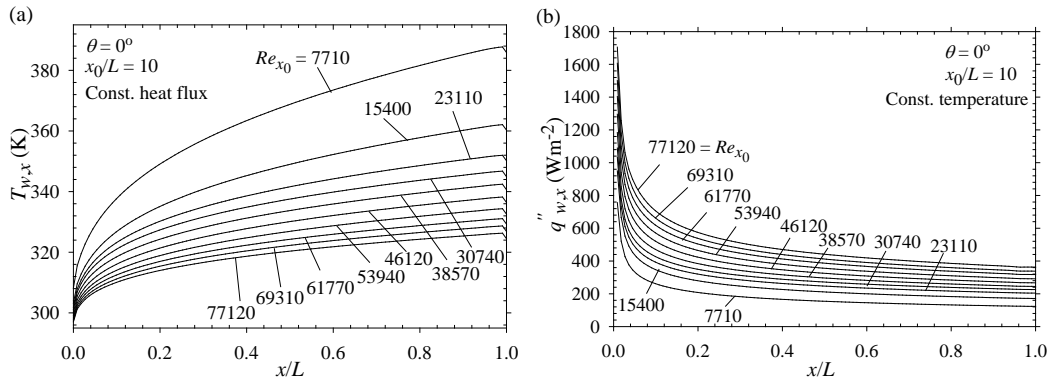 (a)
θ = 0º
x0/L = 10
Const. heat flux
Rex0 = 7710
15400
23110
30740
38570
46120
53940
61770
69310
77120
Tw,x (K)
380
360
340
320
300
0.0 0.2 0.4 0.6 0.8 1.0
x/L
(b)
θ = 0º
x0/L = 10
Const. temperature
77120 = Rex0
69310
61770
53940
46120
38570
30740
23110
15400
7710
q″w,x (Wm-2)
1800
1600
1400
1200
1000
800
600
400
200
0
0.0 0.2 0.4 0.6 0.8 1.0
x/L